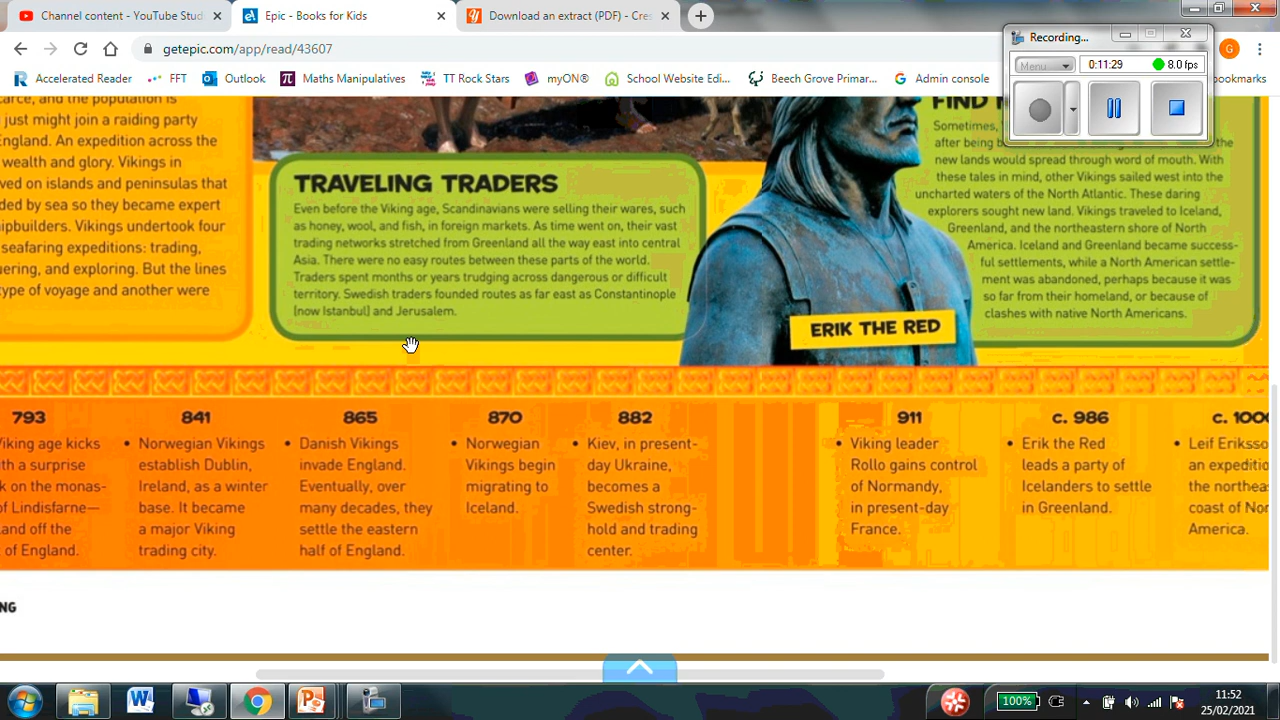 Channel content - YouTube Stud
Epic - Books for Kids
Download an extract (PDF) - Cres
getepic.com/app/read/43607
Recording...
G
Menu
0:11:29
8.0 fps
Accelerated Reader
FFT
Outlook
Maths Manipulatives
TT Rock Stars
myON®
School Website Edi...
Beech Grove Primar...
Admin console
bookmarks
arce, and the population is
just might join a raiding party
England. An expedition across the
wealth and glory. Vikings in
ved on islands and peninsulas that
ded by sea so they became expert
ipbuilders. Vikings undertook four
seafaring expeditions: trading,
uering, and exploring. But the lines
type of voyage and another were
TRAVELING TRADERS
Even before the Viking age, Scandinavians were selling their wares, such
as honey, wool, and fish, in foreign markets. As time went on, their vast
trading networks stretched from Greenland all the way east into central
Asia. There were no easy routes between these parts of the world.
Traders spent months or years trudging across dangerous or difficult
territory. Swedish traders founded routes as far east as Constantinople
(now Istanbul) and Jerusalem.
ERIK THE RED
FIND
Sometimes,
after being b
new lands would spread through word of mouth. With
these tales in mind, other Vikings sailed west into the
uncharted waters of the North Atlantic. These daring
explorers sought new land. Vikings traveled to Iceland,
Greenland, and the northeastern shore of North
America. Iceland and Greenland became success-
ful settlements, while a North American settle-
ment was abandoned, perhaps because it was
so far from their homeland, or because of
clashes with native North Americans.
793
Viking age kicks
th a surprise
k on the monas-
of Lindisfarne—
land off the
t of England.
841
• Norwegian Vikings
establish Dublin,
Ireland, as a winter
base. It became
a major Viking
trading city.
865
• Danish Vikings
invade England.
Eventually, over
many decades, they
settle the eastern
half of England.
870
• Norwegian
Vikings begin
migrating to
Iceland.
882
• Kiev, in present-
day Ukraine,
becomes a
Swedish strong-
hold and trading
center.
911
• Viking leader
Rollo gains control
of Normandy,
in present-day
France.
c. 986
• Erik the Red
leads a party of
Icelanders to settle
in Greenland.
c. 1000
• Leif Eriksso
an expeditio
the northeas
coast of Nor
America.
NG
100%
11:52
25/02/2021